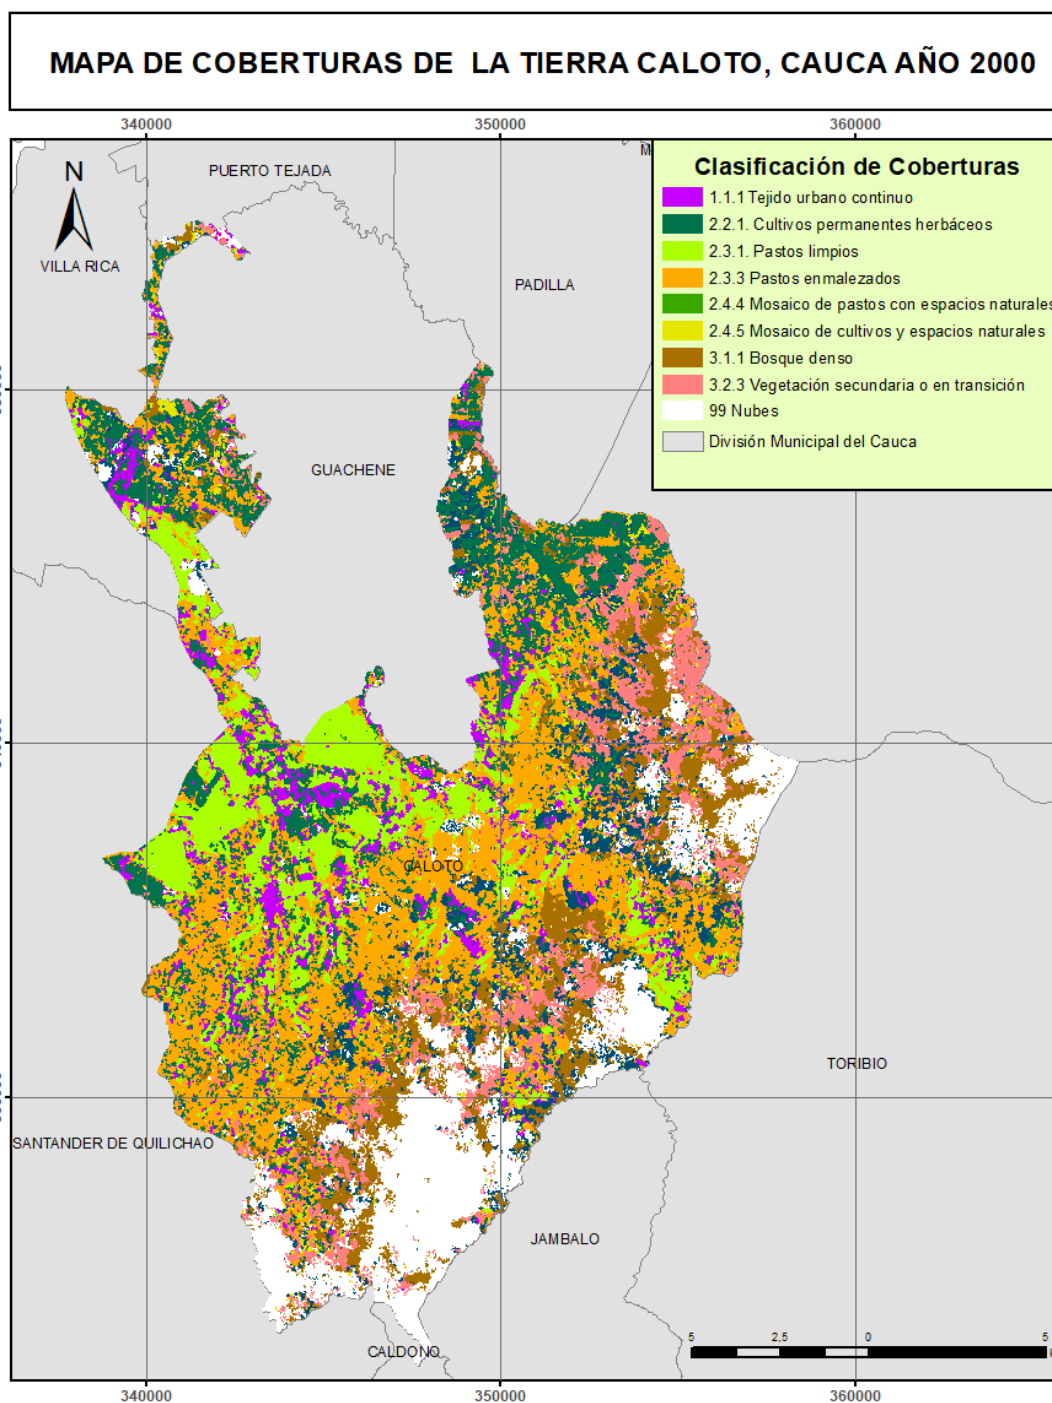 MAPA DE COBERTURAS DE LA TIERRA CALOTO, CAUCA AÑO 2000
340000
350000
360000
N
PUERTO TEJADA
VILLA RICA
PADILLA
M
GUACHENE
CALOTO
TORIBIO
SANTANDER DE QUILICHAO
JAMBALO
CALDONO
Clasificación de Coberturas
1.1.1 Tejido urbano continuo
2.2.1. Cultivos permanentes herbáceos
2.3.1. Pastos limpios
2.3.3 Pastos enmalezados
2.4.4 Mosaico de pastos con espacios naturales
2.4.5 Mosaico de cultivos y espacios naturales
3.1.1 Bosque denso
3.2.3 Vegetación secundaria o en transición
99 Nubes
División Municipal del Cauca
5
2,5
0
5
340000
350000
360000